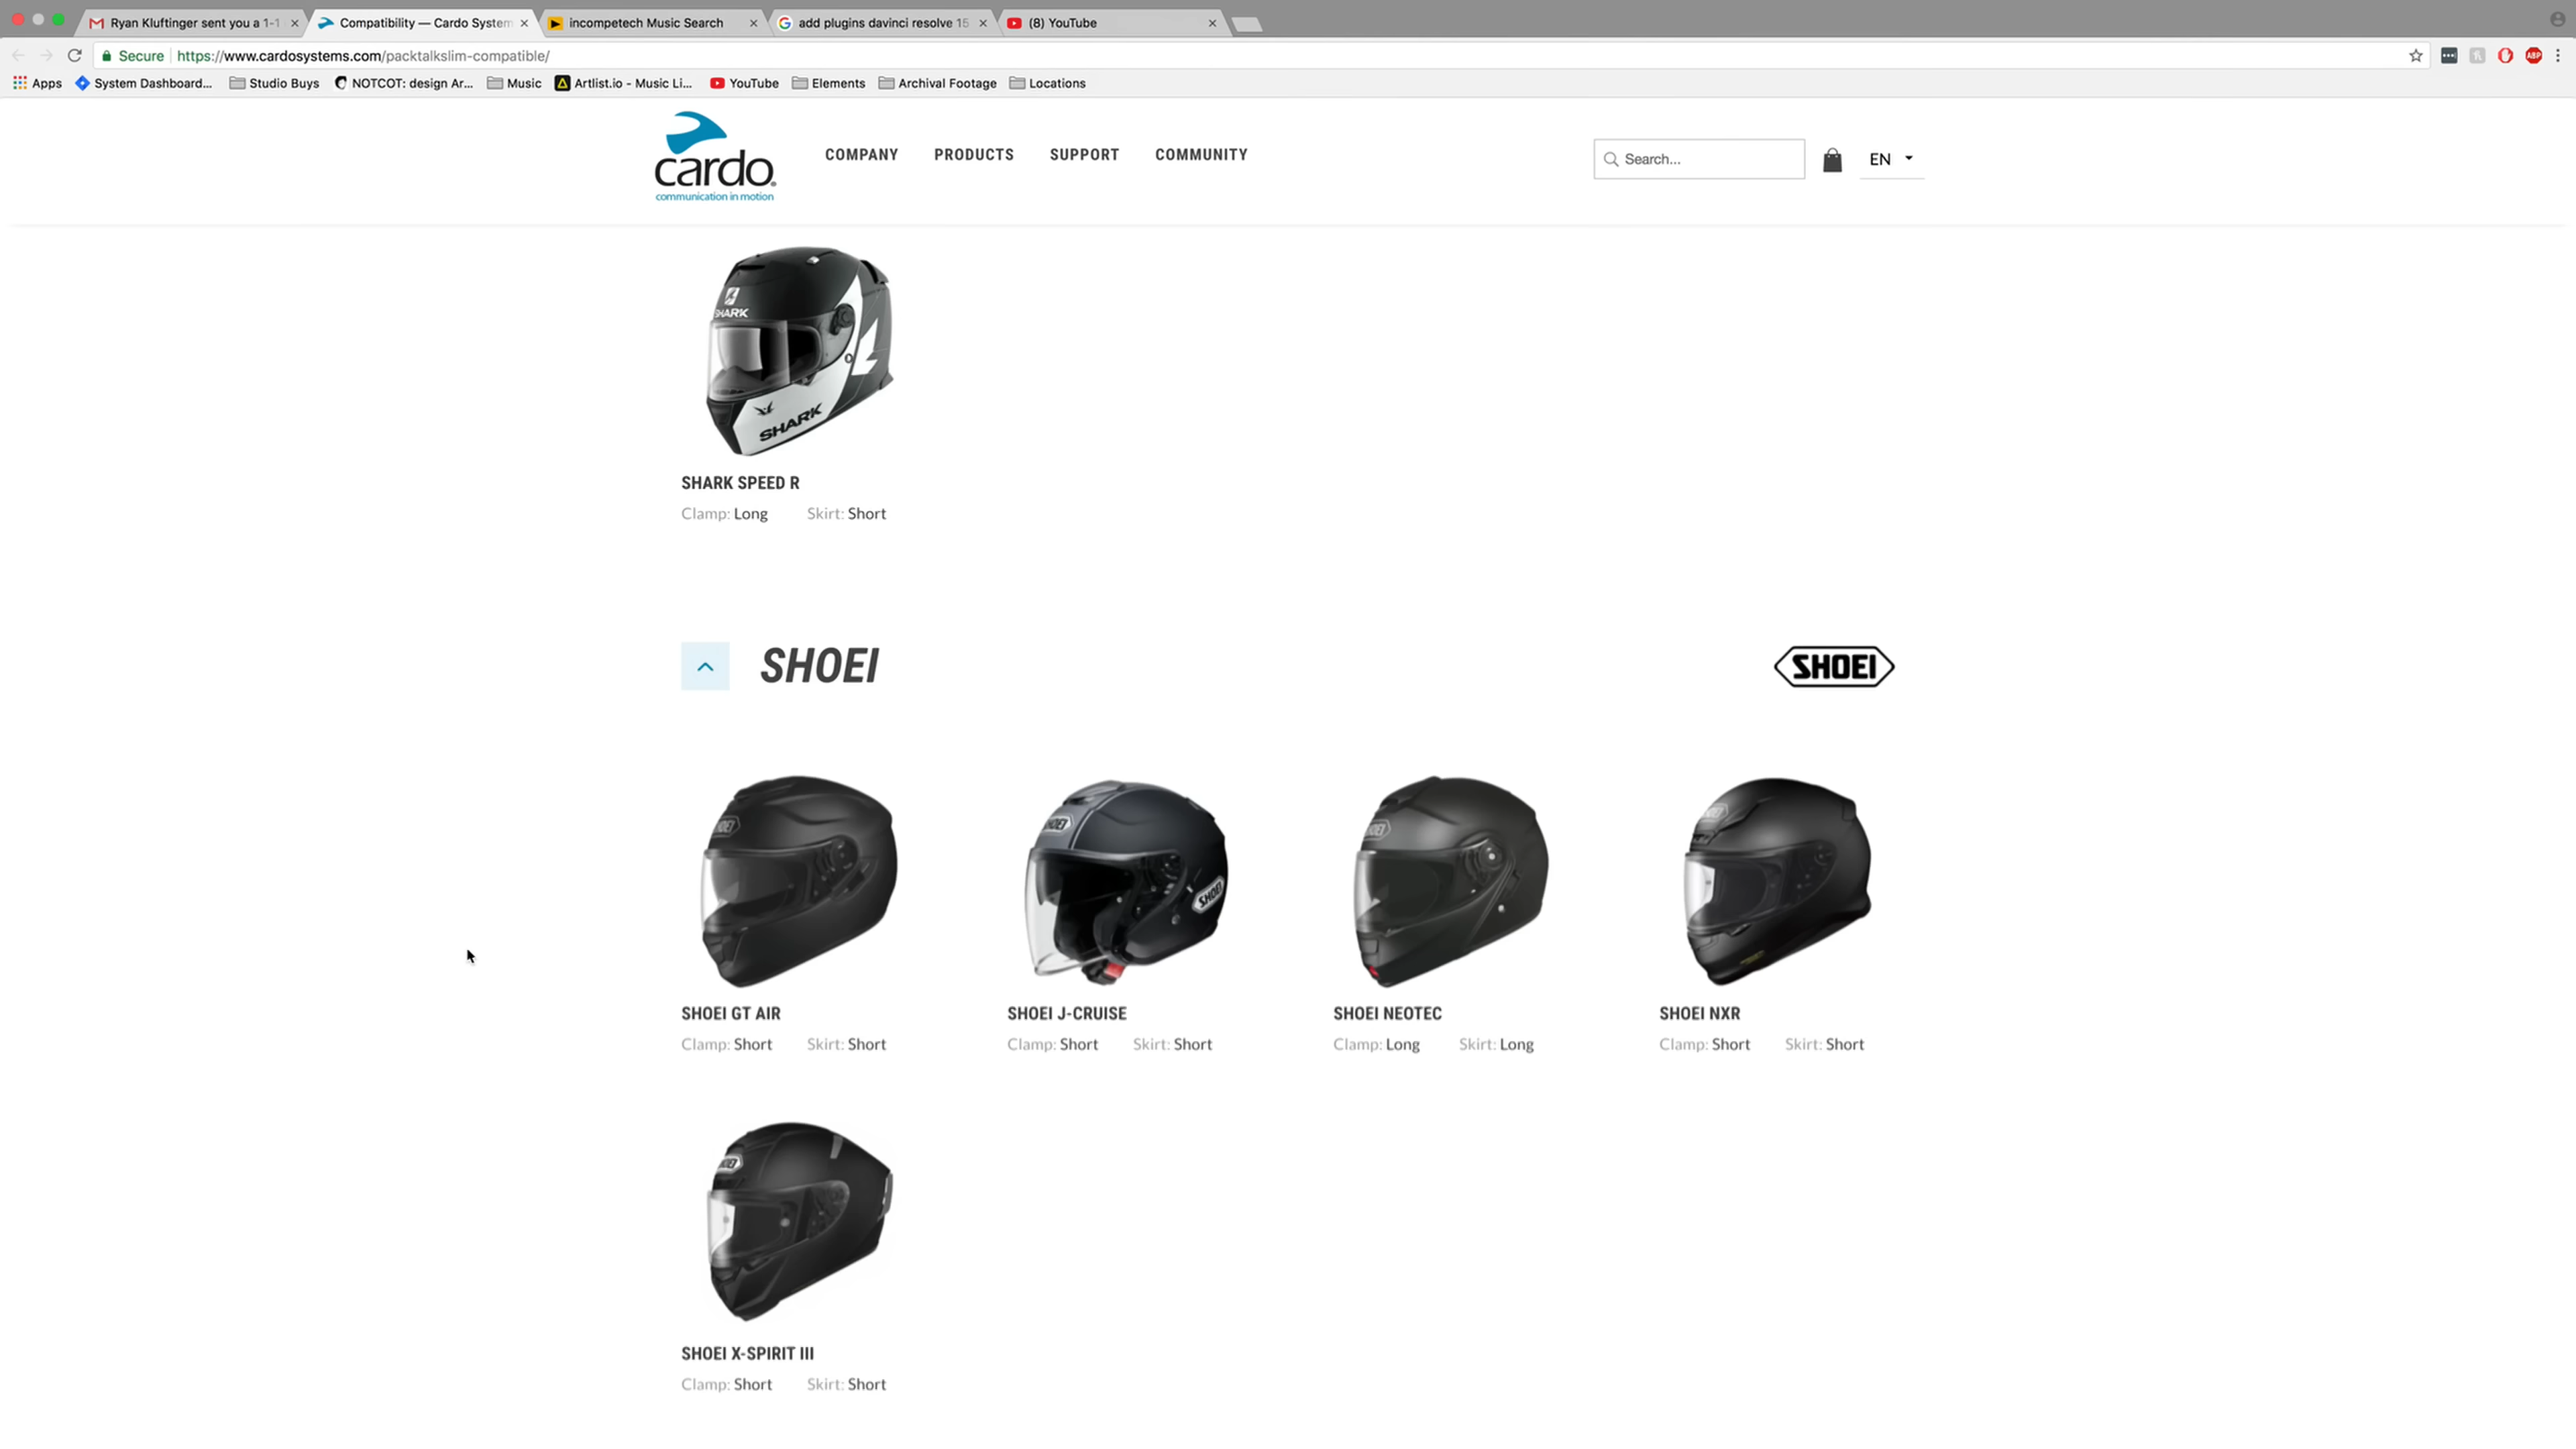 Ryan Kluftinger sent you a 1-1
Compatibility — Cardo System
incompetech Music Search
add plugins davinci resolve 15
(8) YouTube
Secure https://www.cardosystems.com/packtalkslim-compatible/
ABP
Apps System Dashboard... Studio Buys NOTCOT: design Ar... Music Artlist.io - Music Li... YouTube Elements Archival Footage Locations
cardo
communication in motion
COMPANY PRODUCTS SUPPORT COMMUNITY
Search...
EN
SHARK
SHARK
SHARK SPEED R
Clamp: Long Skirt: Short
SHOEI
SHOEI
SHOEI
SHOEI GT AIR
Clamp: Short Skirt: Short
SHOEI J-CRUISE
Clamp: Short Skirt: Short
SHOEI NEOTEC
Clamp: Long Skirt: Long
SHOEI NXR
Clamp: Short Skirt: Short
SHOEI X-SPIRIT III
Clamp: Short Skirt: Short